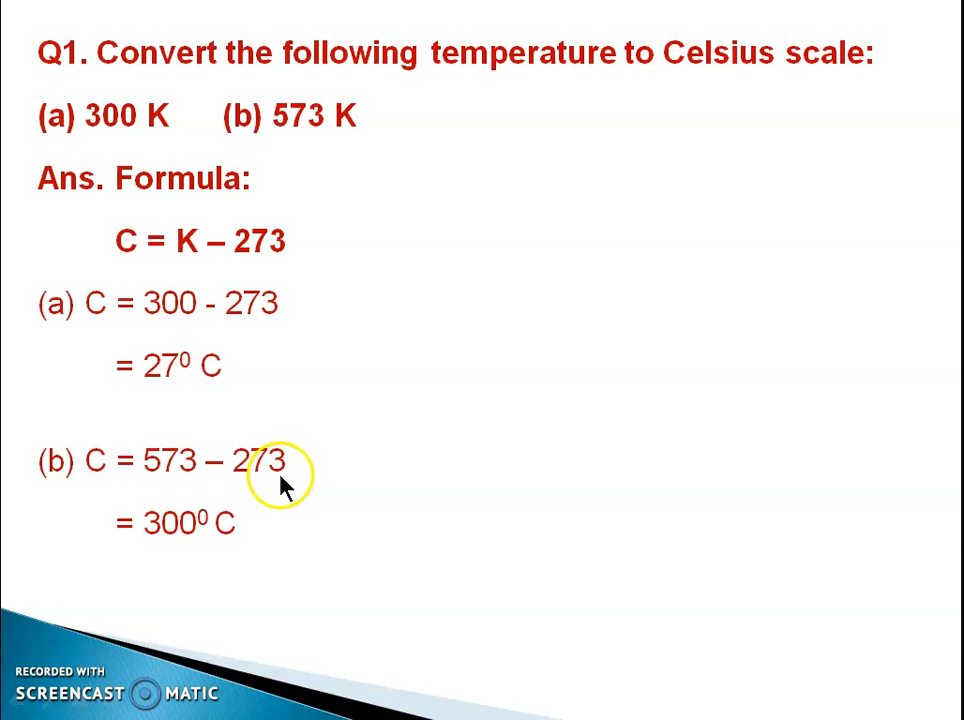 Q1. Convert the following temperature to Celsius scale:
(a) 300 K (b) 573 K
Ans. Formula:
C = K – 273
(a) C = 300 - 273
= 27⁰ C
(b) C = 573 – 273
= 300⁰ C
RECORDED WITH
SCREENCAST MATIC